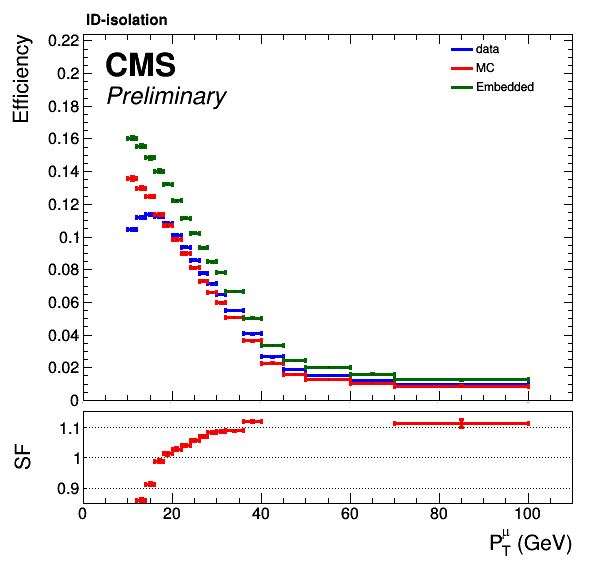 ID-isolation
Efficiency
CMS
Preliminary
data
MC
Embedded
0.22
0.2
0.18
0.16
0.14
0.12
0.1
0.08
0.06
0.04
0.02
0
SF
1.1
1
0.9
0 20 40 60 80 100
P_T^μ (GeV)